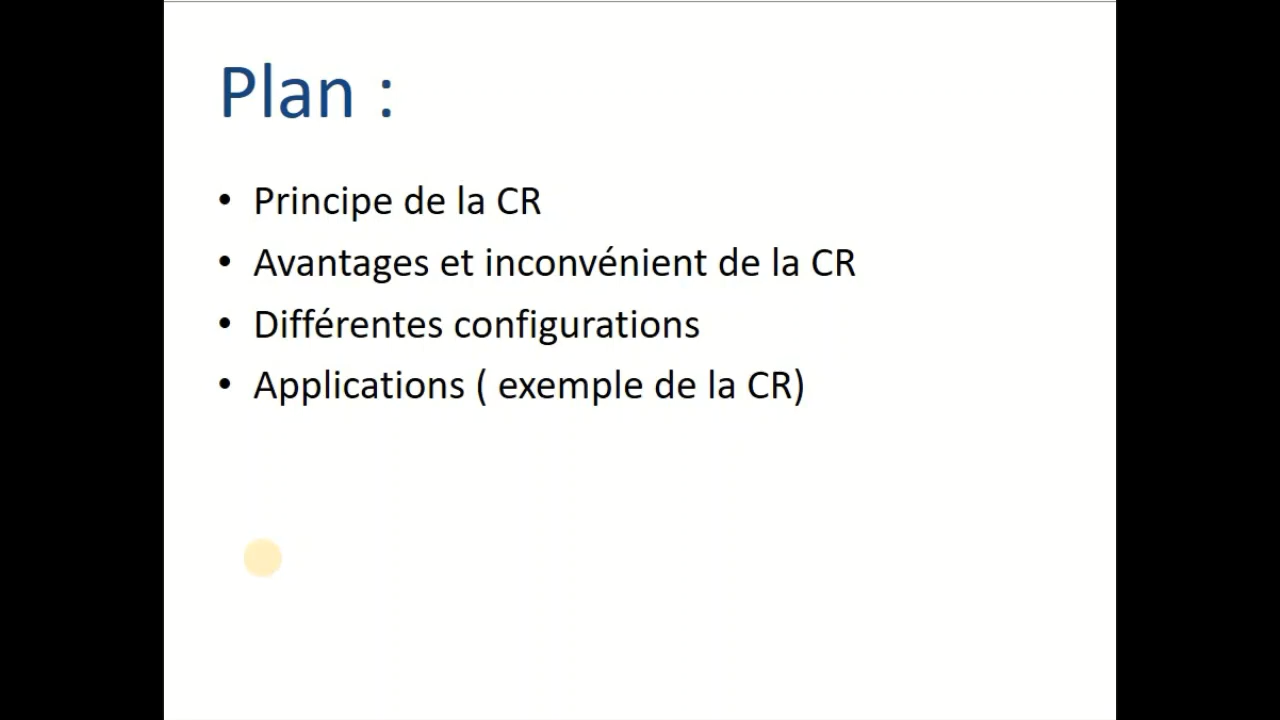 Plan :
• Principe de la CR
• Avantages et inconvénient de la CR
• Différentes configurations
• Applications ( exemple de la CR)